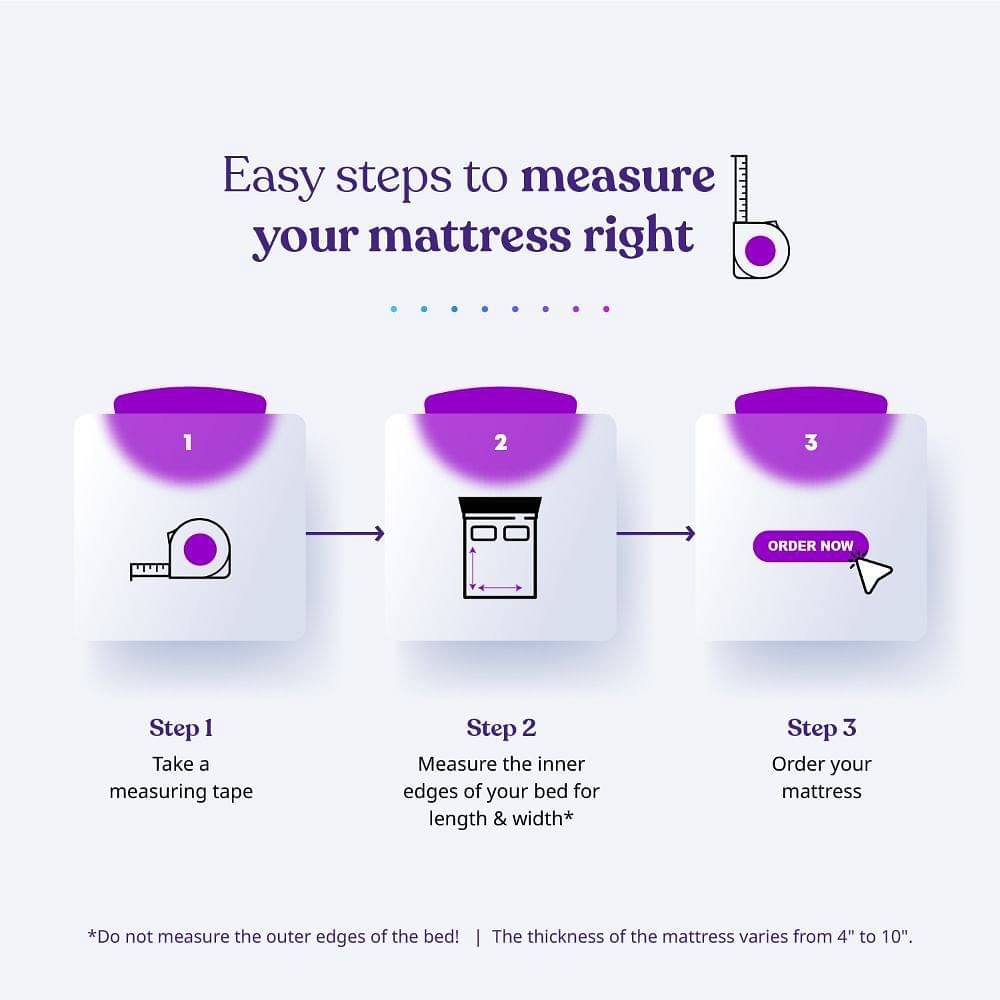 Easy steps to measure
your mattress right
1
2
3
ORDER NOW
Step 1
Take a
measuring tape
Step 2
Measure the inner
edges of your bed for
length & width*
Step 3
Order your
mattress
*Do not measure the outer edges of the bed! | The thickness of the mattress varies from 4" to 10".